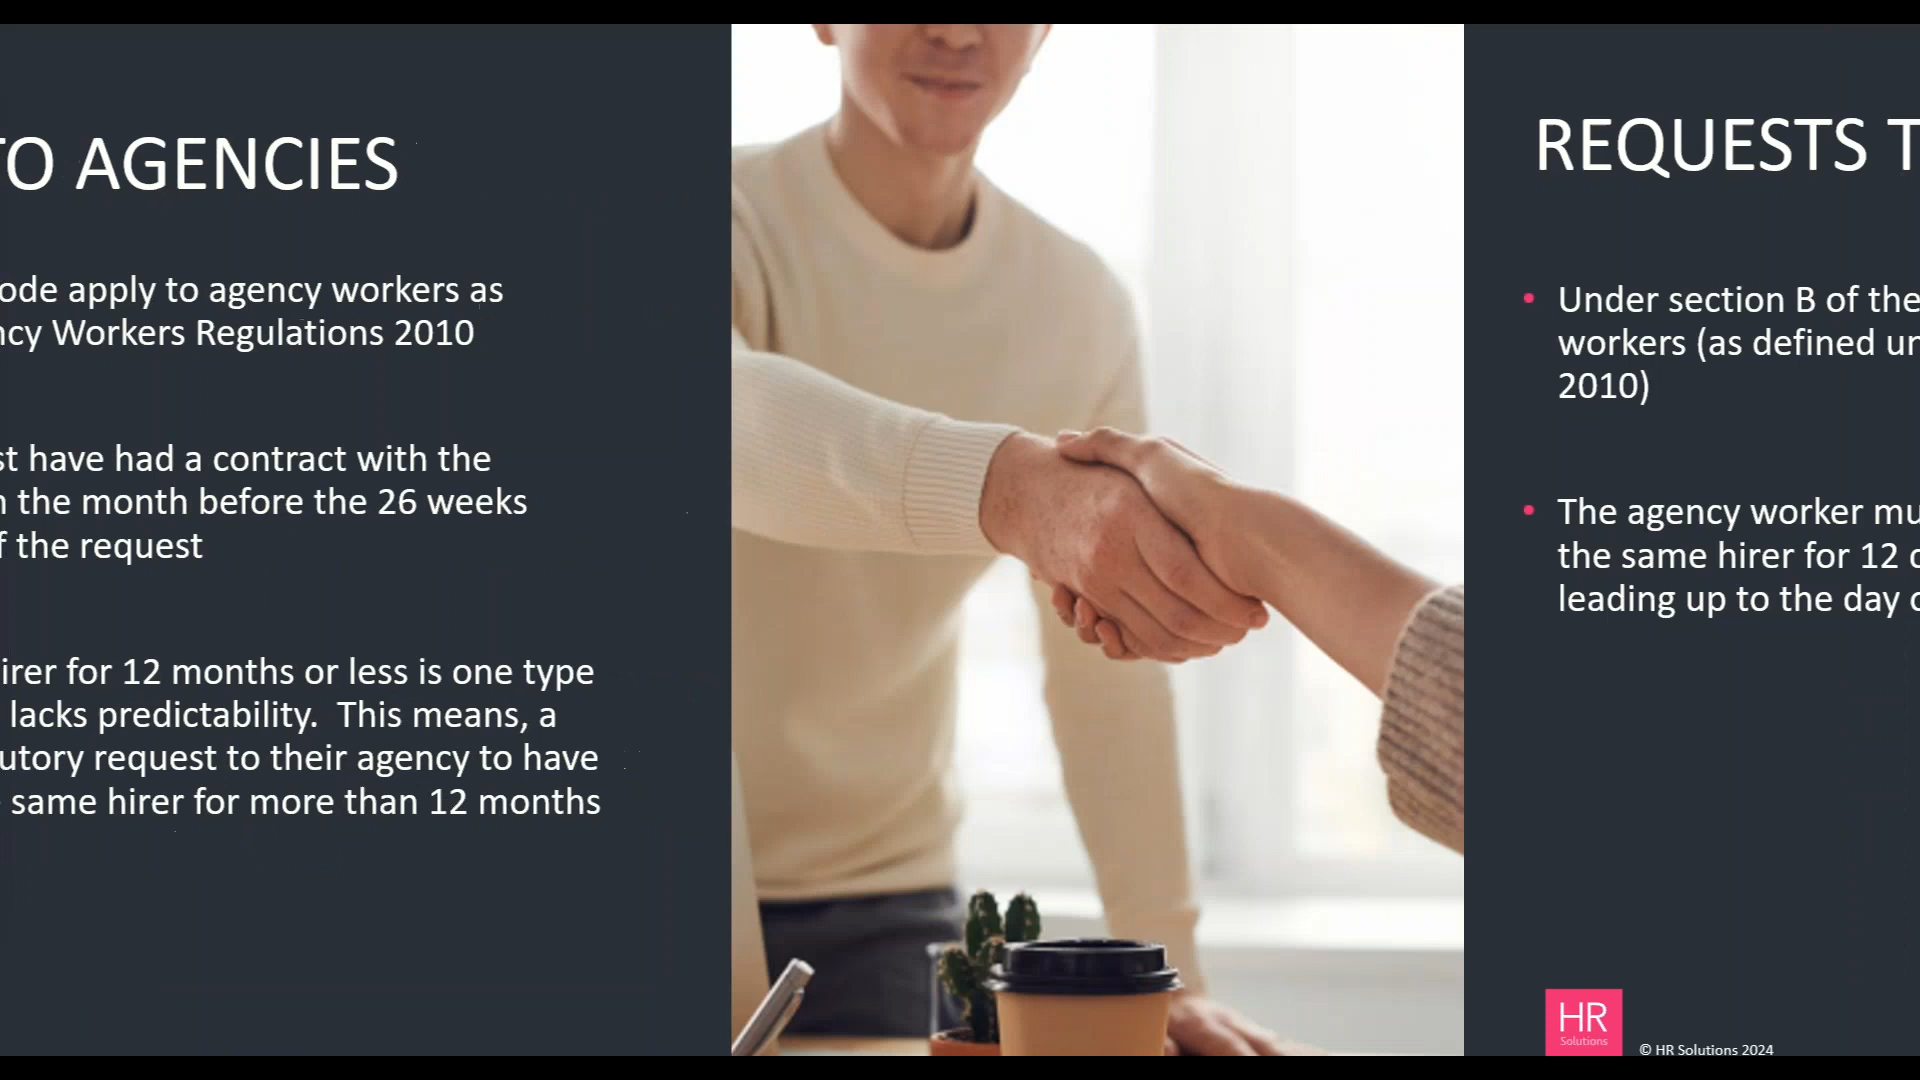 TO AGENCIES
ode apply to agency workers as
ncy Workers Regulations 2010
st have had a contract with the
n the month before the 26 weeks
f the request
irer for 12 months or less is one type
lacks predictability.  This means, a
utory request to their agency to have
same hirer for more than 12 months
REQUESTS T
• Under section B of the
workers (as defined un
2010)
• The agency worker mu
the same hirer for 12 c
leading up to the day o
HR
Solutions
© HR Solutions 2024